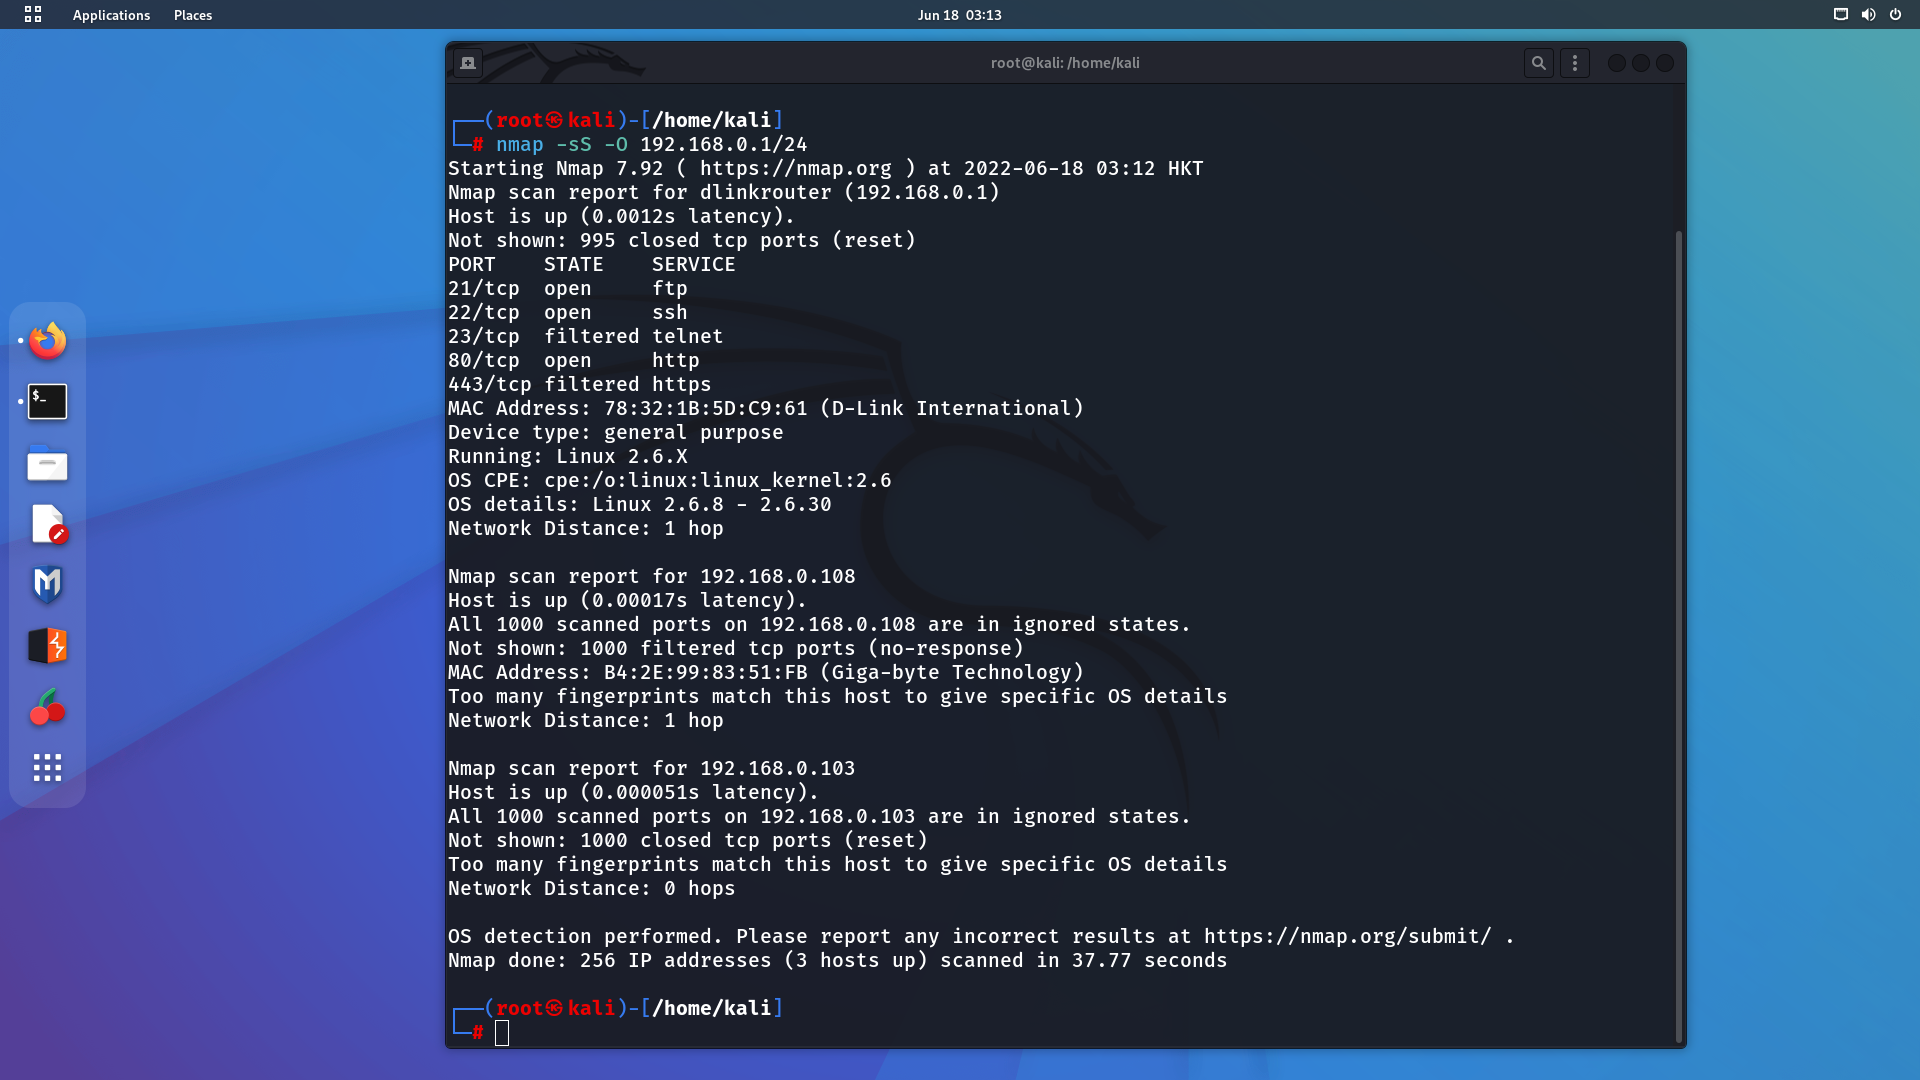 Applications Places Jun 18 03:13
root@kali: /home/kali
┌──(root㉿kali)-[/home/kali]
└─# nmap -sS -O 192.168.0.1/24
Starting Nmap 7.92 ( https://nmap.org ) at 2022-06-18 03:12 HKT
Nmap scan report for dlinkrouter (192.168.0.1)
Host is up (0.0012s latency).
Not shown: 995 closed tcp ports (reset)
PORT    STATE    SERVICE
21/tcp  open     ftp
22/tcp  open     ssh
23/tcp  filtered telnet
80/tcp  open     http
443/tcp filtered https
MAC Address: 78:32:1B:5D:C9:61 (D-Link International)
Device type: general purpose
Running: Linux 2.6.X
OS CPE: cpe:/o:linux:linux_kernel:2.6
OS details: Linux 2.6.8 - 2.6.30
Network Distance: 1 hop

Nmap scan report for 192.168.0.108
Host is up (0.00017s latency).
All 1000 scanned ports on 192.168.0.108 are in ignored states.
Not shown: 1000 filtered tcp ports (no-response)
MAC Address: B4:2E:99:83:51:FB (Giga-byte Technology)
Too many fingerprints match this host to give specific OS details
Network Distance: 1 hop

Nmap scan report for 192.168.0.103
Host is up (0.000051s latency).
All 1000 scanned ports on 192.168.0.103 are in ignored states.
Not shown: 1000 closed tcp ports (reset)
Too many fingerprints match this host to give specific OS details
Network Distance: 0 hops

OS detection performed. Please report any incorrect results at https://nmap.org/submit/ .
Nmap done: 256 IP addresses (3 hosts up) scanned in 37.77 seconds

┌──(root㉿kali)-[/home/kali]
└─#
$_